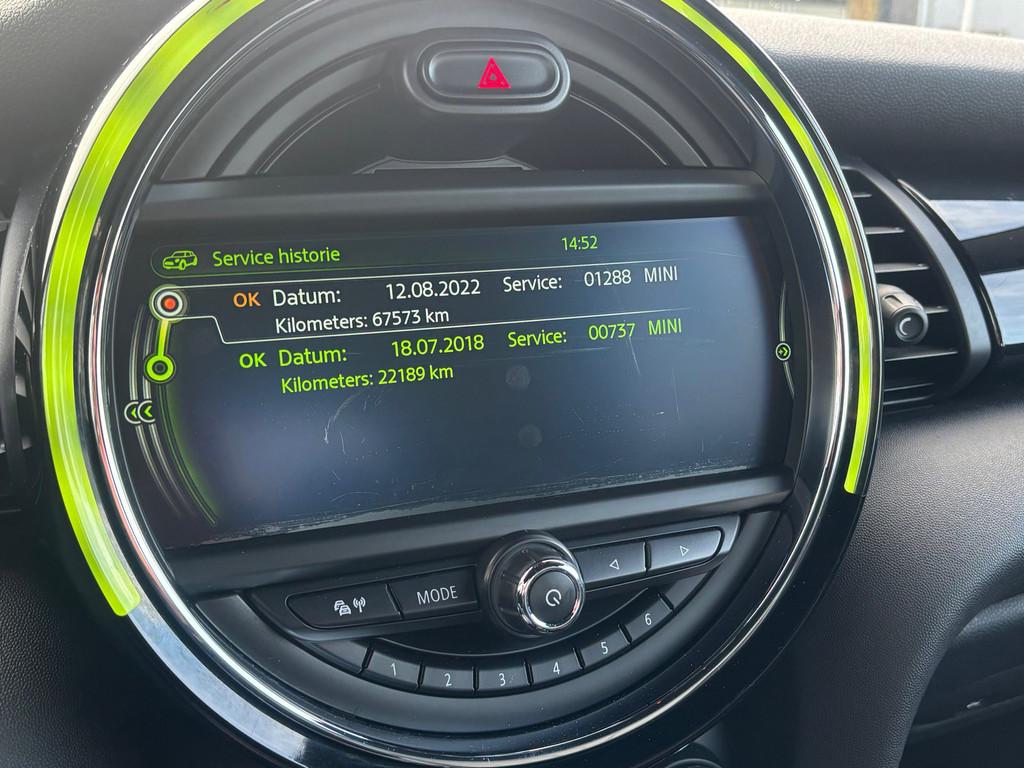 Service historie 14:52
OK Datum: 12.08.2022 Service: 01288 MINI
Kilometers: 67573 km
OK Datum: 18.07.2018 Service: 00737 MINI
Kilometers: 22189 km
MODE
1 2 3 4 5 6